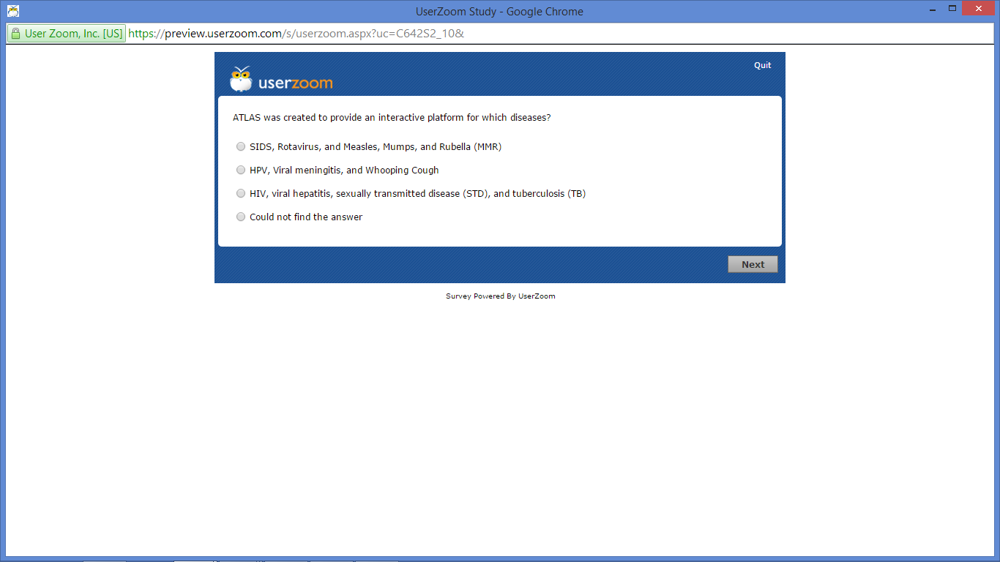 UserZoom Study - Google Chrome
User Zoom, Inc. [US] https://preview.userzoom.com/s/userzoom.aspx?uc=C642S2_10&
Quit
userzoom
ATLAS was created to provide an interactive platform for which diseases?
SIDS, Rotavirus, and Measles, Mumps, and Rubella (MMR)
HPV, Viral meningitis, and Whooping Cough
HIV, viral hepatitis, sexually transmitted disease (STD), and tuberculosis (TB)
Could not find the answer
Next
Survey Powered By UserZoom